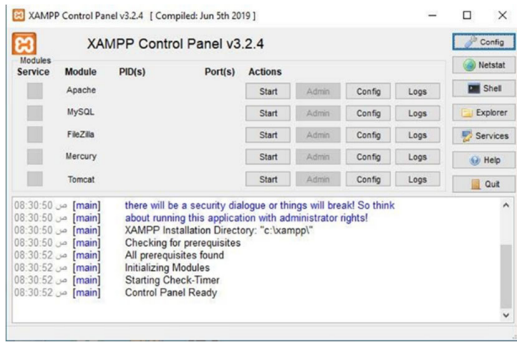 XAMPP Control Panel v3.2.4 [ Compiled: Jun 5th 2019 ]
XAMPP Control Panel v3.2.4
Config
Modules
Service Module PID(s) Port(s) Actions
Netstat
Apache Start Admin Config Logs
Shell
MySQL Start Admin Config Logs
Explorer
FileZilla Start Admin Config Logs
Services
Mercury Start Admin Config Logs
Help
Tomcat Start Admin Config Logs
Quit
08:30:50 ص [main] there will be a security dialogue or things will break! So think
08:30:50 ص [main] about running this application with administrator rights!
08:30:50 ص [main] XAMPP Installation Directory: "c:\xampp\"
08:30:50 ص [main] Checking for prerequisites
08:30:52 ص [main] All prerequisites found
08:30:52 ص [main] Initializing Modules
08:30:52 ص [main] Starting Check-Timer
08:30:52 ص [main] Control Panel Ready